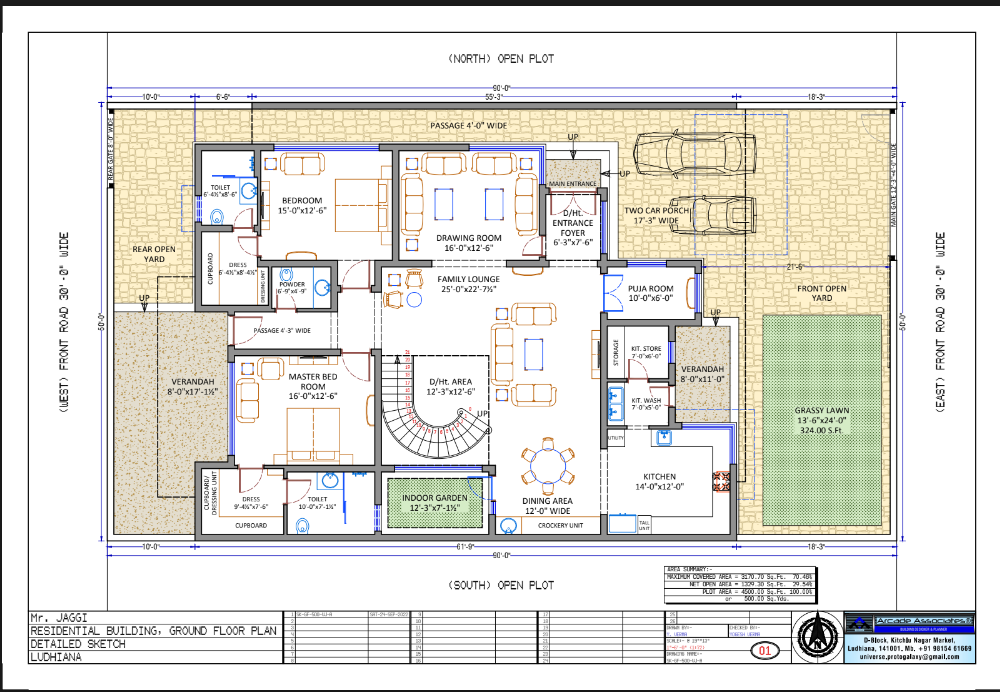 (NORTH) OPEN PLOT
90'-0"
10'-0"
6'-6"
55'-3"
18'-3"
PASSAGE 4'-0" WIDE
REAR GATE 8'-0" WIDE
UP
MAIN ENTRANCE
UP
TOILET
6'-4½"x8'-6"
BEDROOM
15'-0"x12'-6"
DRAWING ROOM
16'-0"x12'-6"
D/Ht.
ENTRANCE
FOYER
6'-3"x7'-6"
TWO CAR PORCH
17'-3" WIDE
REAR OPEN
YARD
CUPBOARD
DRESS
6'-4½"x8'-4½"
DRESSING UNIT
POWDER
6'-9"x4'-9"
FAMILY LOUNGE
25'-0"x22'-7½"
PUJA ROOM
10'-0"x6'-0"
21'-6"
FRONT OPEN
YARD
UP
UP
PASSAGE 4'-3" WIDE
(WEST) FRONT ROAD 30'-0" WIDE
50'-0"
50'-0"
(EAST) FRONT ROAD 30'-0" WIDE
VERANDAH
8'-0"x17'-1½"
MASTER BED
ROOM
16'-0"x12'-6"
D/Ht. AREA
12'-3"x12'-6"
UP
STORAGE
KIT. STORE
7'-0"x6'-0"
KIT. WASH
7'-0"x5'-0"
VERANDAH
8'-0"x11'-0"
GRASSY LAWN
13'-6"x24'-0"
324.00 S.Ft.
UTILITY
KITCHEN
14'-0"x12'-0"
CUPBOARD/
DRESSING UNIT
DRESS
9'-4½"x7'-6"
CUPBOARD
TOILET
10'-0"x7'-1½"
INDOOR GARDEN
12'-3"x7'-1½"
DINING AREA
12'-0" WIDE
CROCKERY UNIT
TALL
UNIT
10'-0"
61'-9"
18'-3"
90'-0"
(SOUTH) OPEN PLOT
AREA SUMMARY:-
MAXIMUM COVERED AREA = 3170.70 Sq.Ft. 70.46%
NET OPEN AREA = 1329.30 Sq.Ft. 29.54%
PLOT AREA = 4500.00 Sq.Ft. 100.00%
or 500.00 Sq.Yds.
Mr. JAGGI
RESIDENTIAL BUILDING, GROUND FLOOR PLAN
DETAILED SKETCH
LUDHIANA
01
Arcade Associates
D-Block, Kitchlu Nagar Market,
Ludhiana, 141001, Mb. +91 98154 61669
universe.protogalaxy@gmail.com